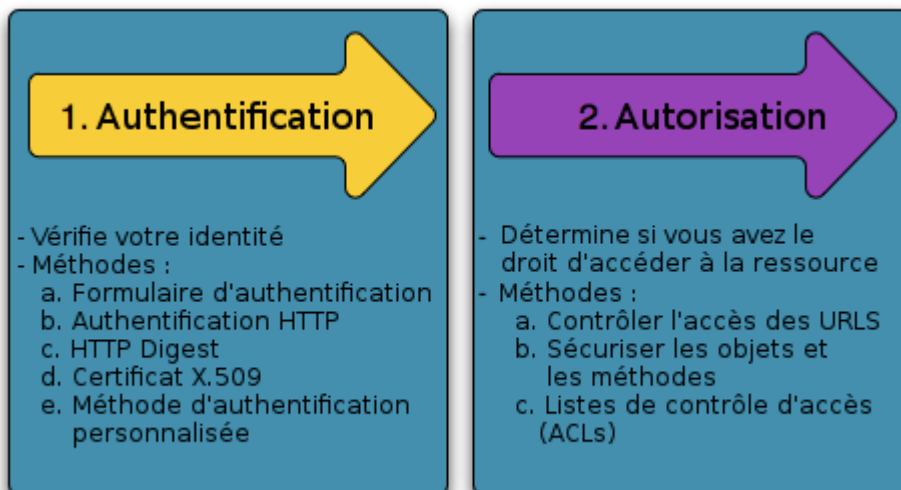 1. Authentification
- Vérifie votre identité
- Méthodes :
a. Formulaire d'authentification
b. Authentification HTTP
c. HTTP Digest
d. Certificat X.509
e. Méthode d'authentification
personnalisée
2. Autorisation
- Détermine si vous avez le
droit d'accéder à la ressource
- Méthodes :
a. Contrôler l'accès des URLS
b. Sécuriser les objets et
les méthodes
c. Listes de contrôle d'accès
(ACLs)